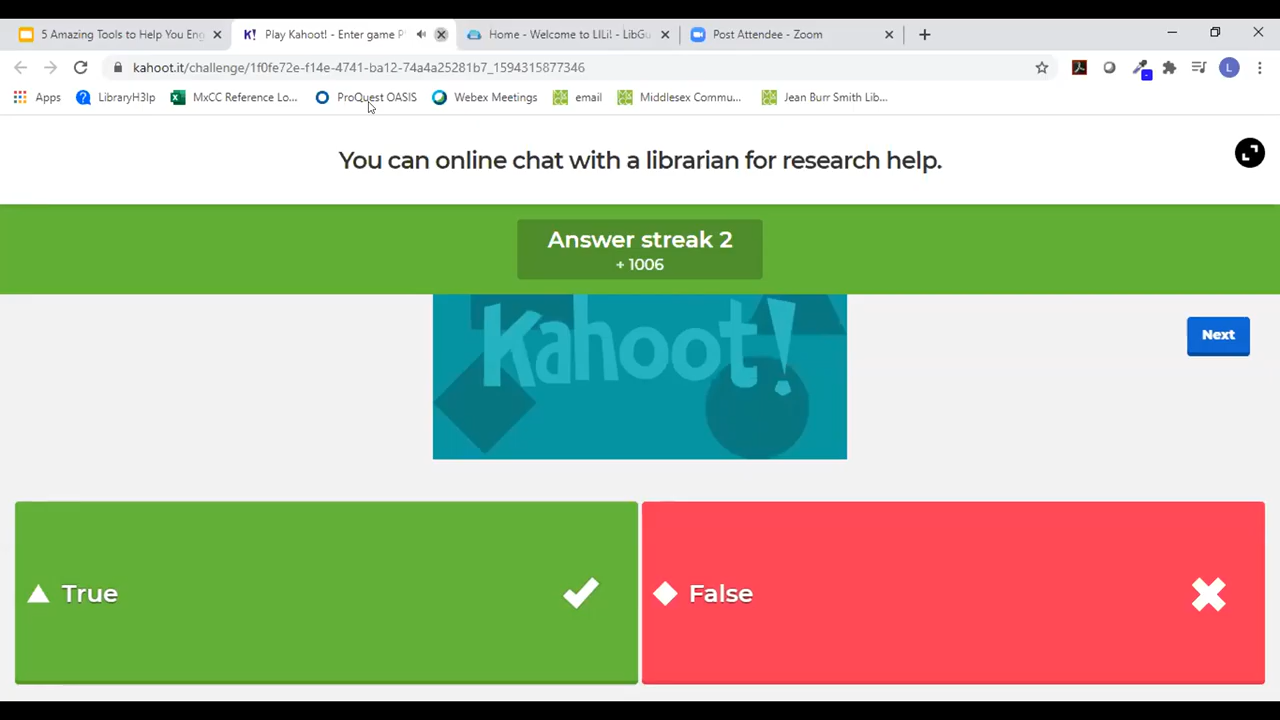 5 Amazing Tools to Help You Eng
Play Kahoot! - Enter game P
Home - Welcome to LILi! - LibGu
Post Attendee - Zoom
kahoot.it/challenge/1f0fe72e-f14e-4741-ba12-74a4a25281b7_1594315877346
L
Apps
LibraryH3lp
MxCC Reference Lo...
ProQuest OASIS
Webex Meetings
email
Middlesex Commu...
Jean Burr Smith Lib...
You can online chat with a librarian for research help.
Answer streak 2
+ 1006
Kahoot!
Next
True
False